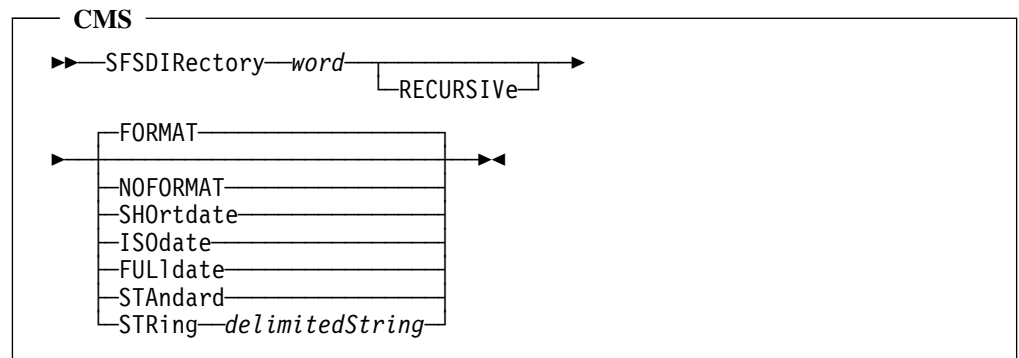 CMS
SFSDIRectory word
RECURSIVe
FORMAT
NOFORMAT
SHOrtdate
ISOdate
FULldate
STAndard
STRing delimitedString